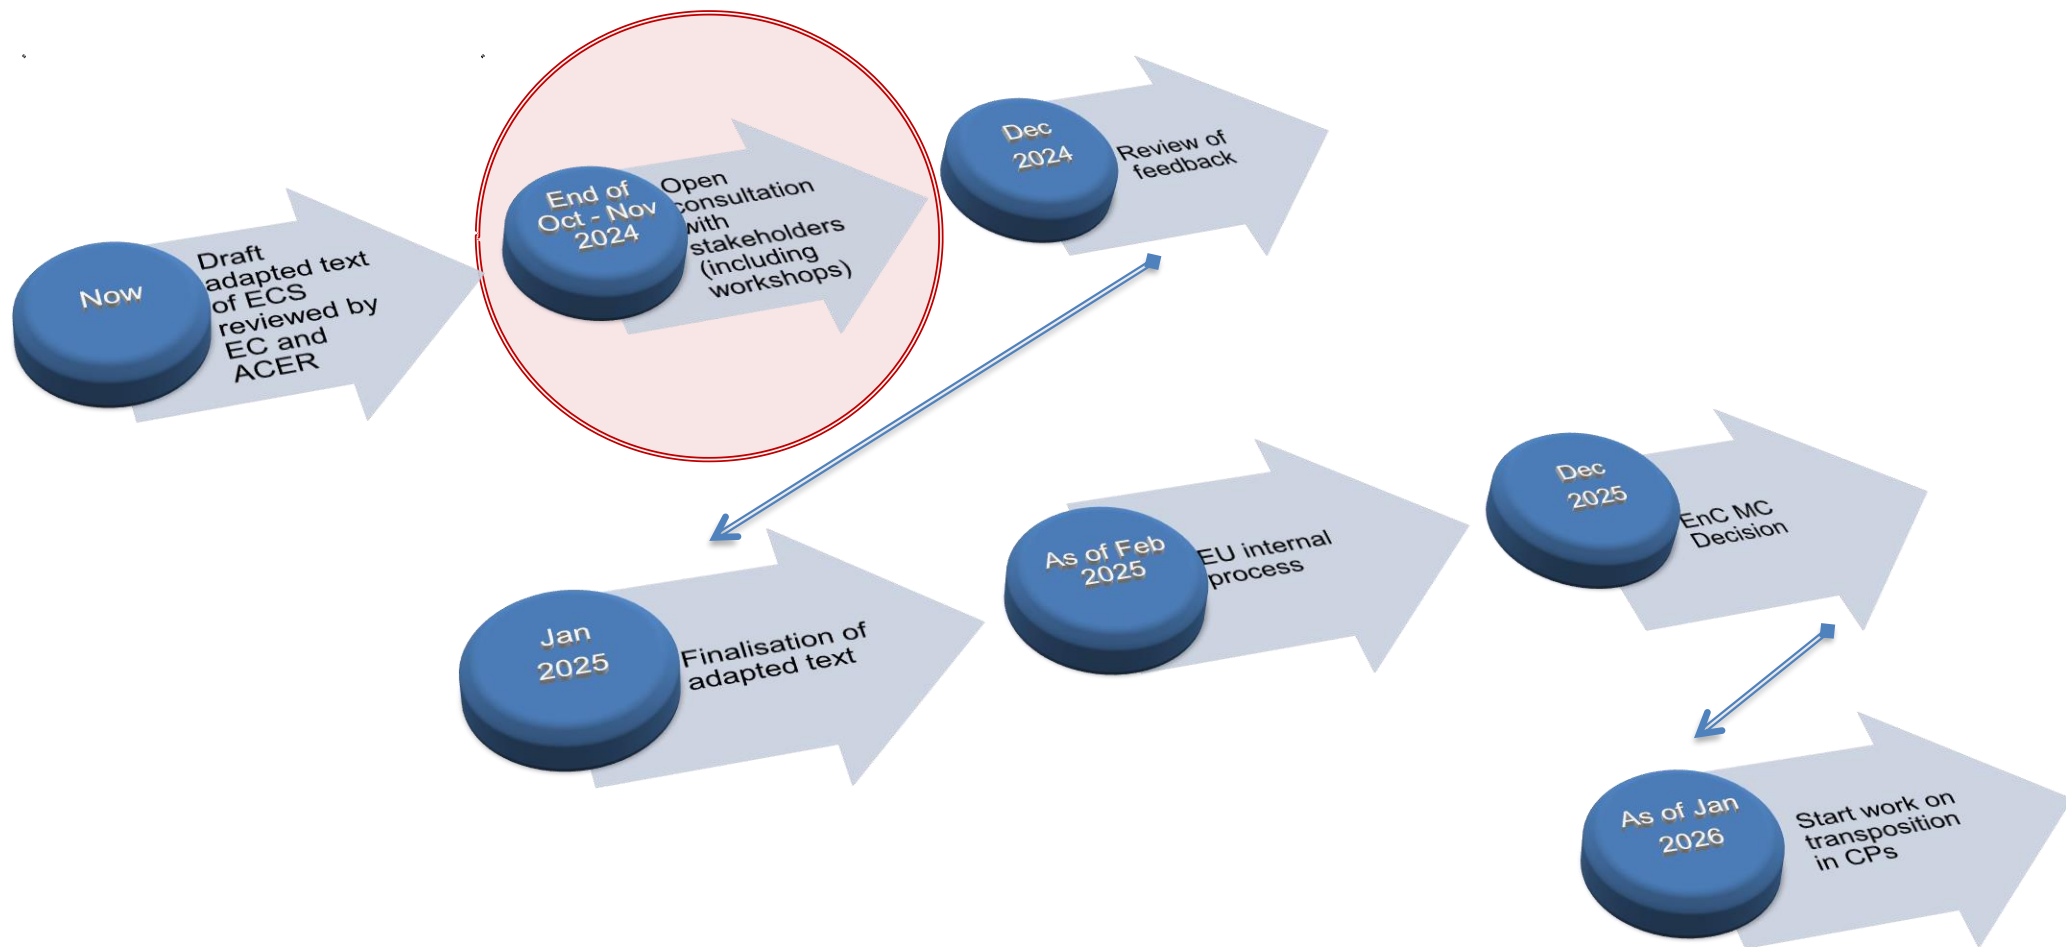 Now
Draft
adapted text
of ECS
reviewed by
EC and
ACER
End of
Oct - Nov
2024
Open
consultation
with
stakeholders
(including
workshops)
Dec
2024
Review of
feedback
Jan
2025
Finalisation of
adapted text
As of Feb
2025
EU internal
process
Dec
2025
EnC MC
Decision
As of Jan
2026
Start work on
transposition
in CPs